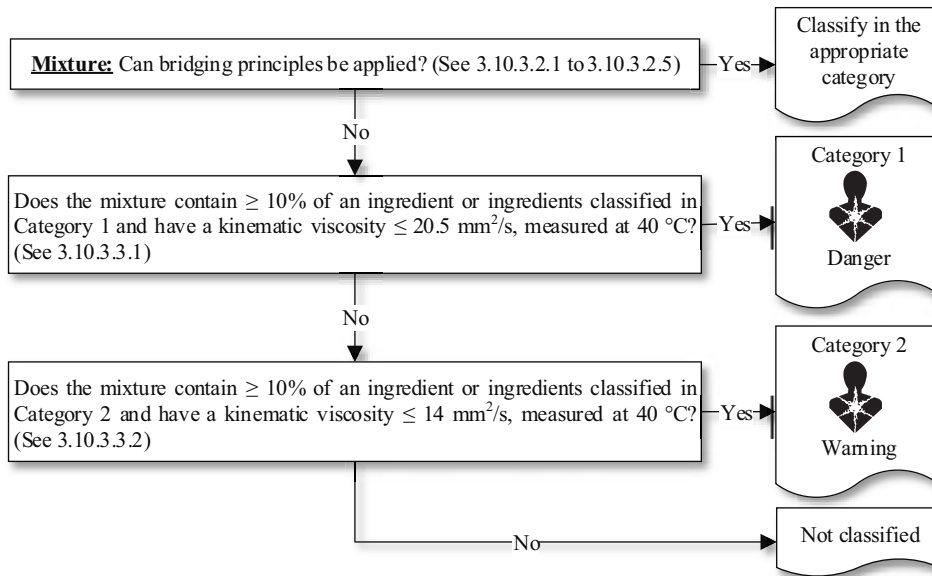 Mixture: Can bridging principles be applied? (See 3.10.3.2.1 to 3.10.3.2.5)
Yes
Classify in the
appropriate
category
No
Does the mixture contain ≥ 10% of an ingredient or ingredients classified in
Category 1 and have a kinematic viscosity ≤ 20.5 mm²/s, measured at 40 °C?
(See 3.10.3.3.1)
Yes
Category 1
Danger
No
Does the mixture contain ≥ 10% of an ingredient or ingredients classified in
Category 2 and have a kinematic viscosity ≤ 14 mm²/s, measured at 40 °C?
(See 3.10.3.3.2)
Yes
Category 2
Warning
No
Not classified